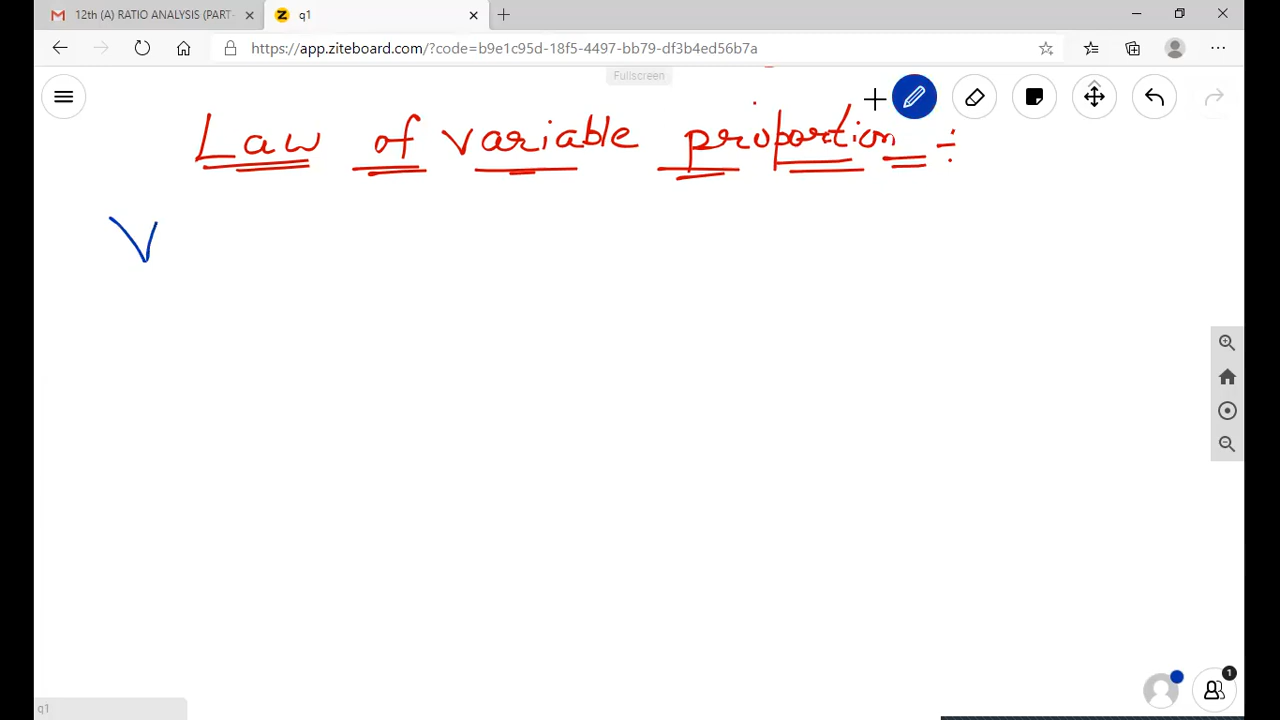 12th (A) RATIO ANALYSIS (PART-
q1
https://app.ziteboard.com/?code=b9e1c95d-18f5-4497-bb79-df3b4ed56b7a
Fullscreen
Law of variable proportion :-
V
1
q1